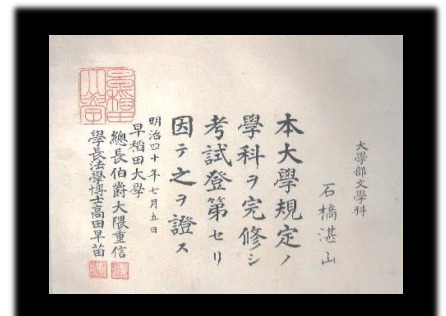 大學部文學科
石橋湛山
本大學規定ノ
學科ヲ完修シ
考試登第セリ
因テ之ヲ證ス
明治四十年七月五日
早稻田大學
總長伯爵大隈重信
學長法學博士高田早苗